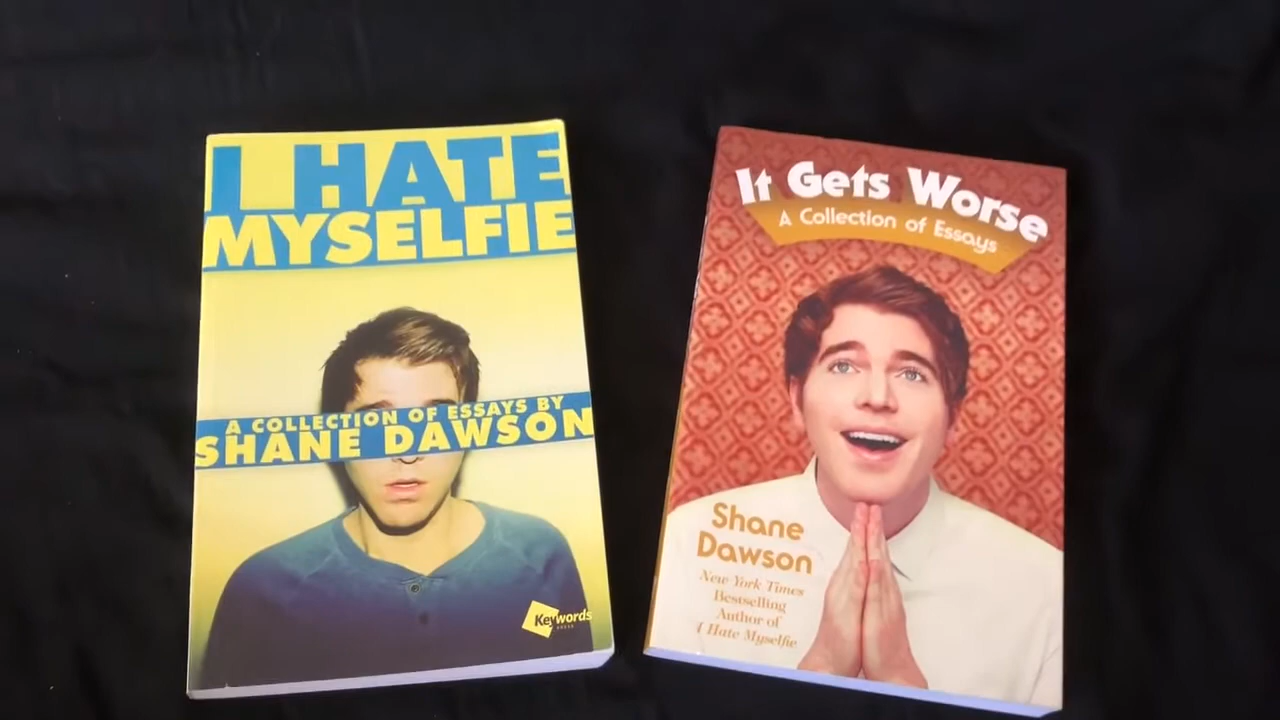 I HATE
MYSELFIE
A COLLECTION OF ESSAYS BY
SHANE DAWSON
Keywords
It Gets Worse
A Collection of Essays
Shane
Dawson
New York Times
Bestselling
Author of
I Hate Myselfie